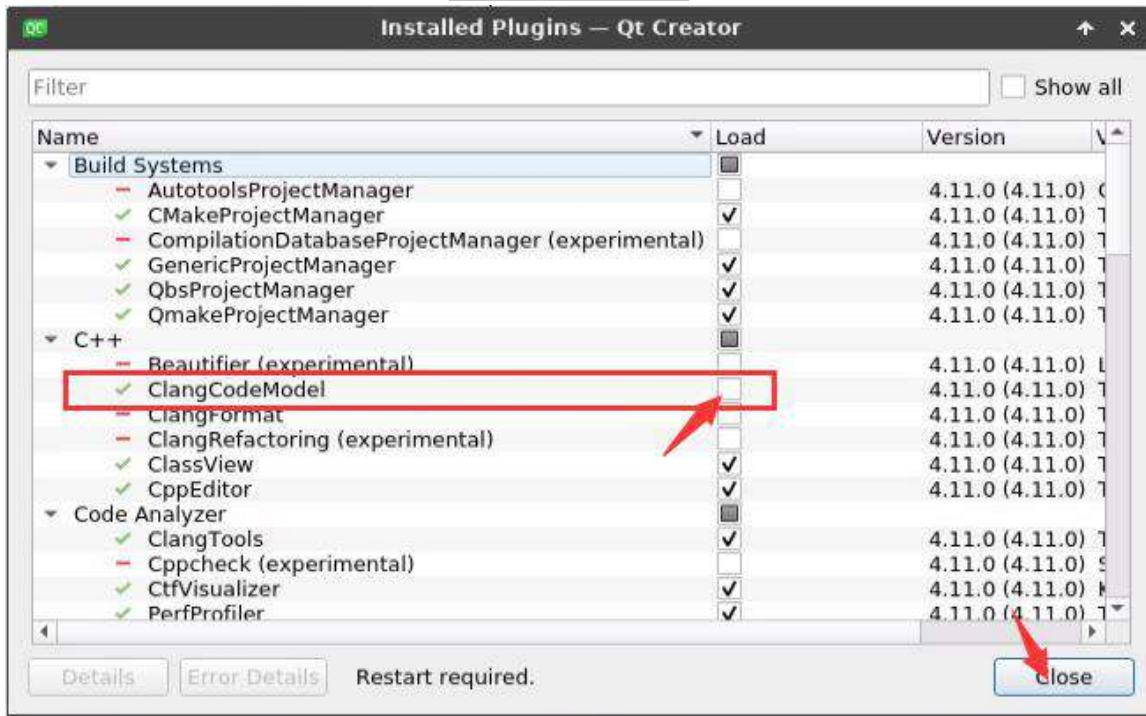 Installed Plugins — Qt Creator
Filter
Show all
Name Load Version
Build Systems
AutotoolsProjectManager 4.11.0 (4.11.0)
CMakeProjectManager 4.11.0 (4.11.0)
CompilationDatabaseProjectManager (experimental) 4.11.0 (4.11.0)
GenericProjectManager 4.11.0 (4.11.0)
QbsProjectManager 4.11.0 (4.11.0)
QmakeProjectManager 4.11.0 (4.11.0)
C++
Beautifier (experimental) 4.11.0 (4.11.0)
ClangCodeModel 4.11.0 (4.11.0)
ClangFormat 4.11.0 (4.11.0)
ClangRefactoring (experimental) 4.11.0 (4.11.0)
ClassView 4.11.0 (4.11.0)
CppEditor 4.11.0 (4.11.0)
Code Analyzer
ClangTools 4.11.0 (4.11.0)
Cppcheck (experimental) 4.11.0 (4.11.0)
CtfVisualizer 4.11.0 (4.11.0)
PerfProfiler 4.11.0 (4.11.0)
Details Error Details Restart required. Close